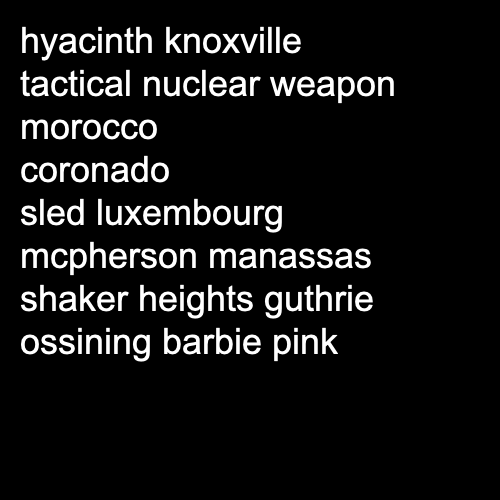 hyacinth knoxville
tactical nuclear weapon
morocco
coronado
sled luxembourg
mcpherson manassas
shaker heights guthrie
ossining barbie pink